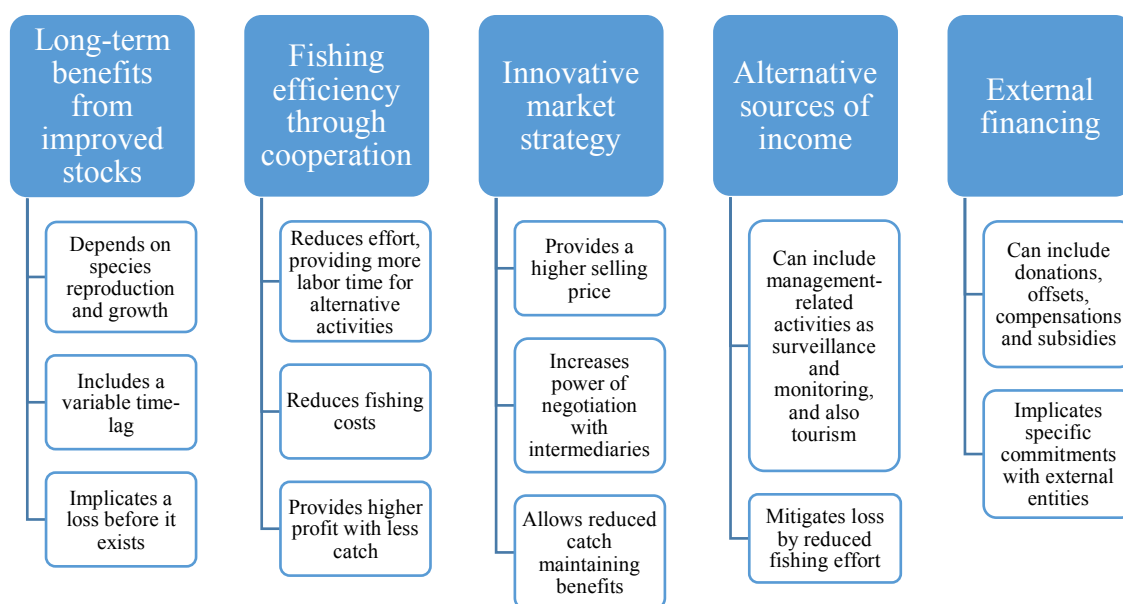 Long-term
benefits
from
improved
stocks
Depends on
species
reproduction
and growth
Includes a
variable time-
lag
Implicates a
loss before it
exists
Fishing
efficiency
through
cooperation
Reduces effort,
providing more
labor time for
alternative
activities
Reduces fishing
costs
Provides higher
profit with less
catch
Innovative
market
strategy
Provides a
higher selling
price
Increases
power of
negotiation
with
intermediaries
Allows reduced
catch
maintaining
benefits
Alternative
sources of
income
Can include
management-
related
activities as
surveillance
and
monitoring,
and also
tourism
Mitigates loss
by reduced
fishing effort
External
financing
Can include
donations,
offsets,
compensations
and subsidies
Implicates
specific
commitments
with external
entities